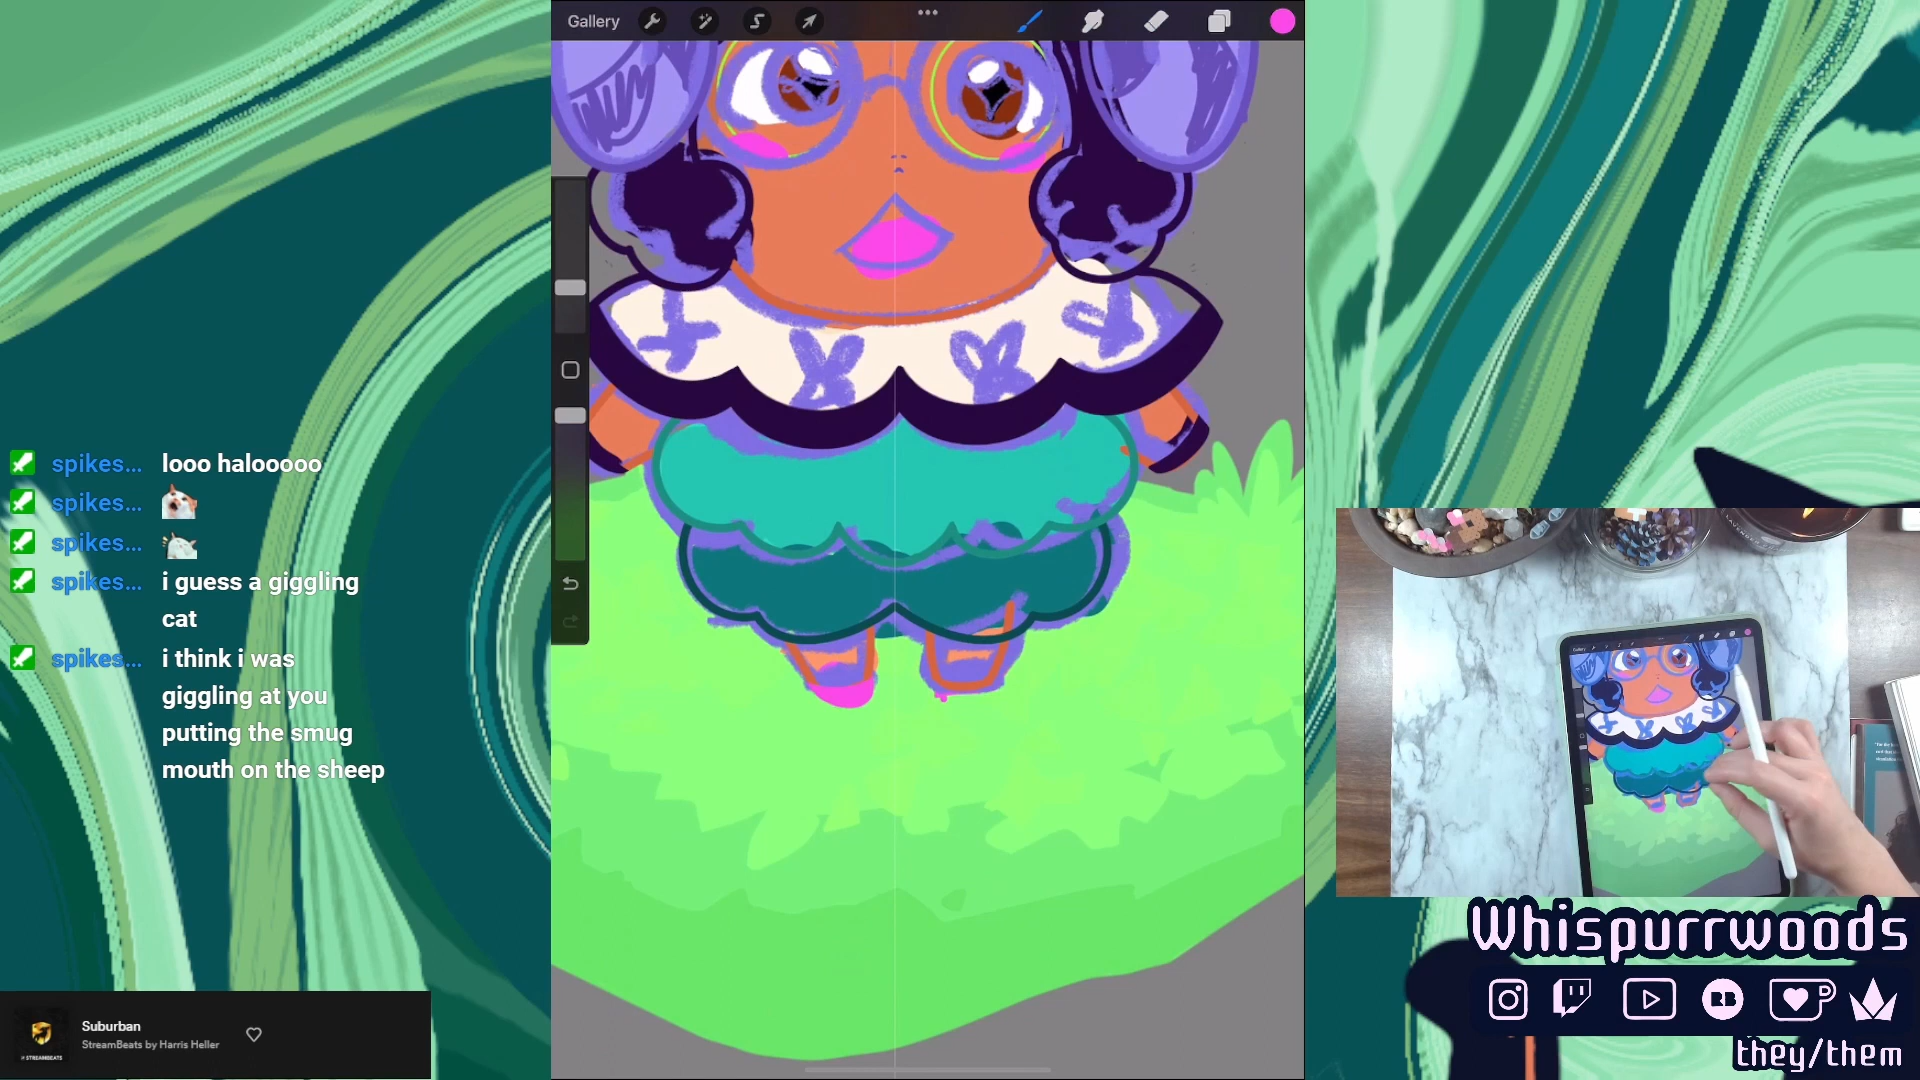 Gallery
spikes... looo halooooo
spikes...
spikes...
spikes... i guess a giggling
cat
spikes... i think i was
giggling at you
putting the smug
mouth on the sheep
Suburban
StreamBeats by Harris Heller
STREAMBEATS
Whispurrwoods
they/them